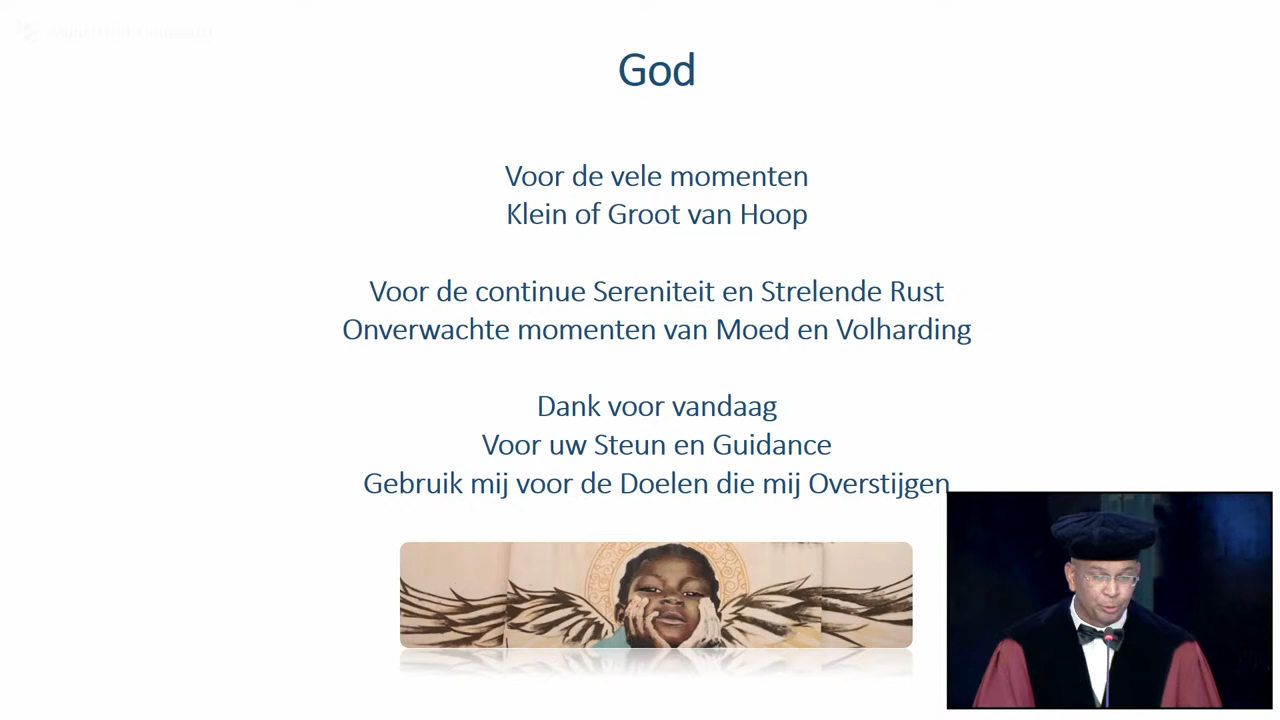 God
Voor de vele momenten
Klein of Groot van Hoop
Voor de continue Sereniteit en Strelende Rust
Onverwachte momenten van Moed en Volharding
Dank voor vandaag
Voor uw Steun en Guidance
Gebruik mij voor de Doelen die mij Overstijgen